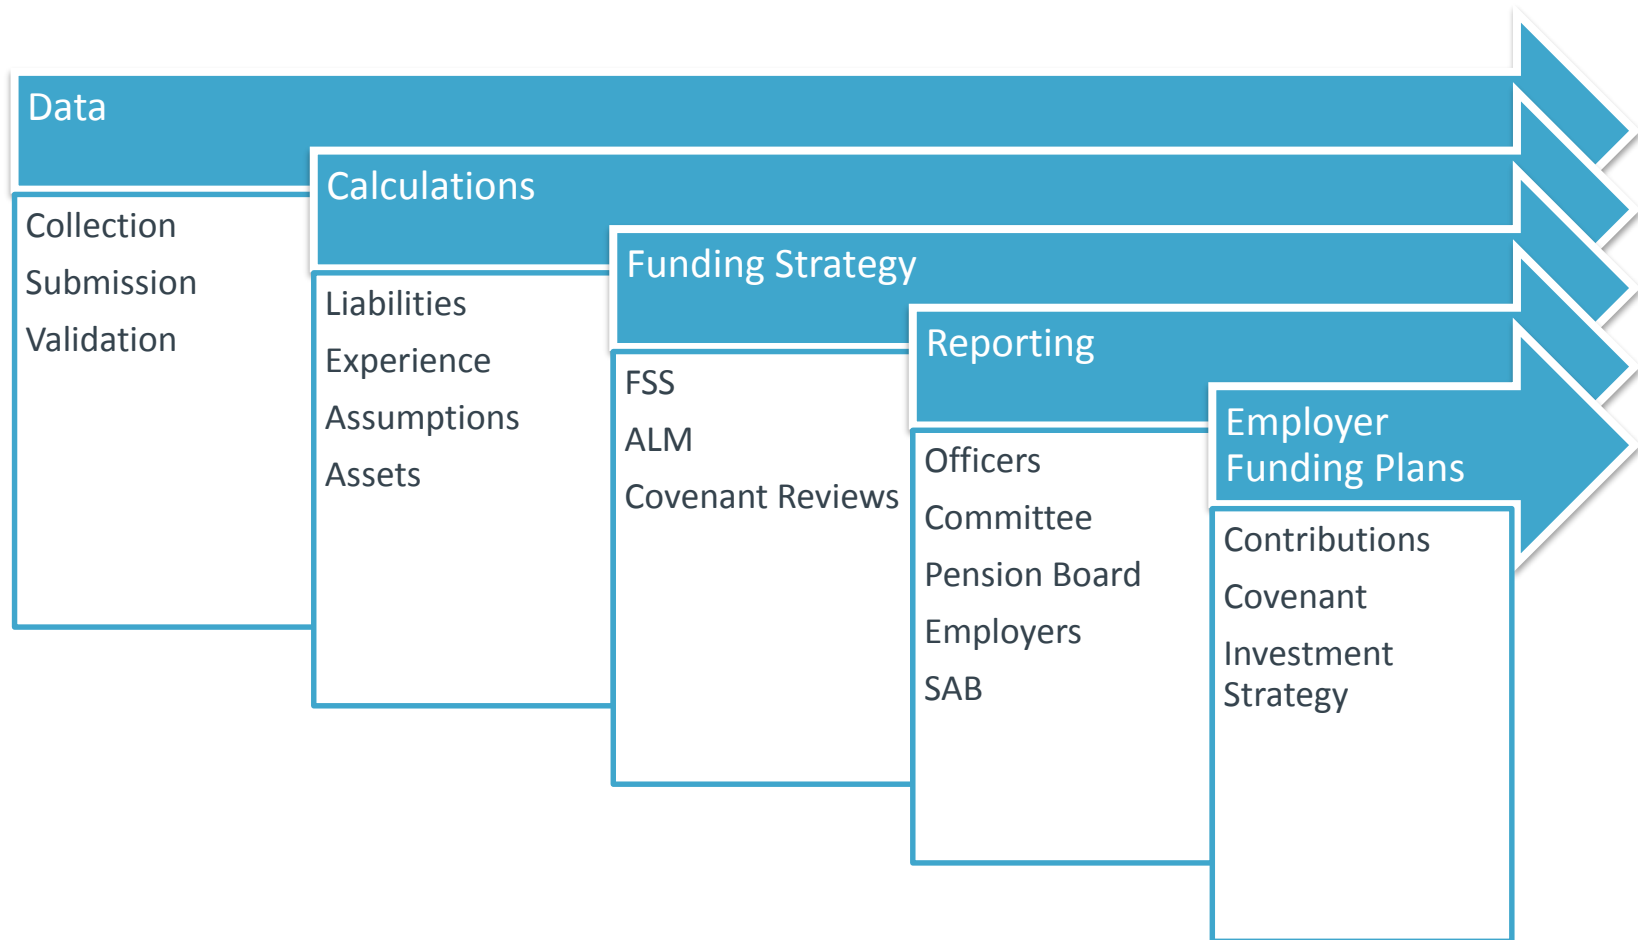 Data
Collection
Submission
Validation
Calculations
Liabilities
Experience
Assumptions
Assets
Funding Strategy
FSS
ALM
Covenant Reviews
Reporting
Officers
Committee
Pension Board
Employers
SAB
Employer
Funding Plans
Contributions
Covenant
Investment
Strategy